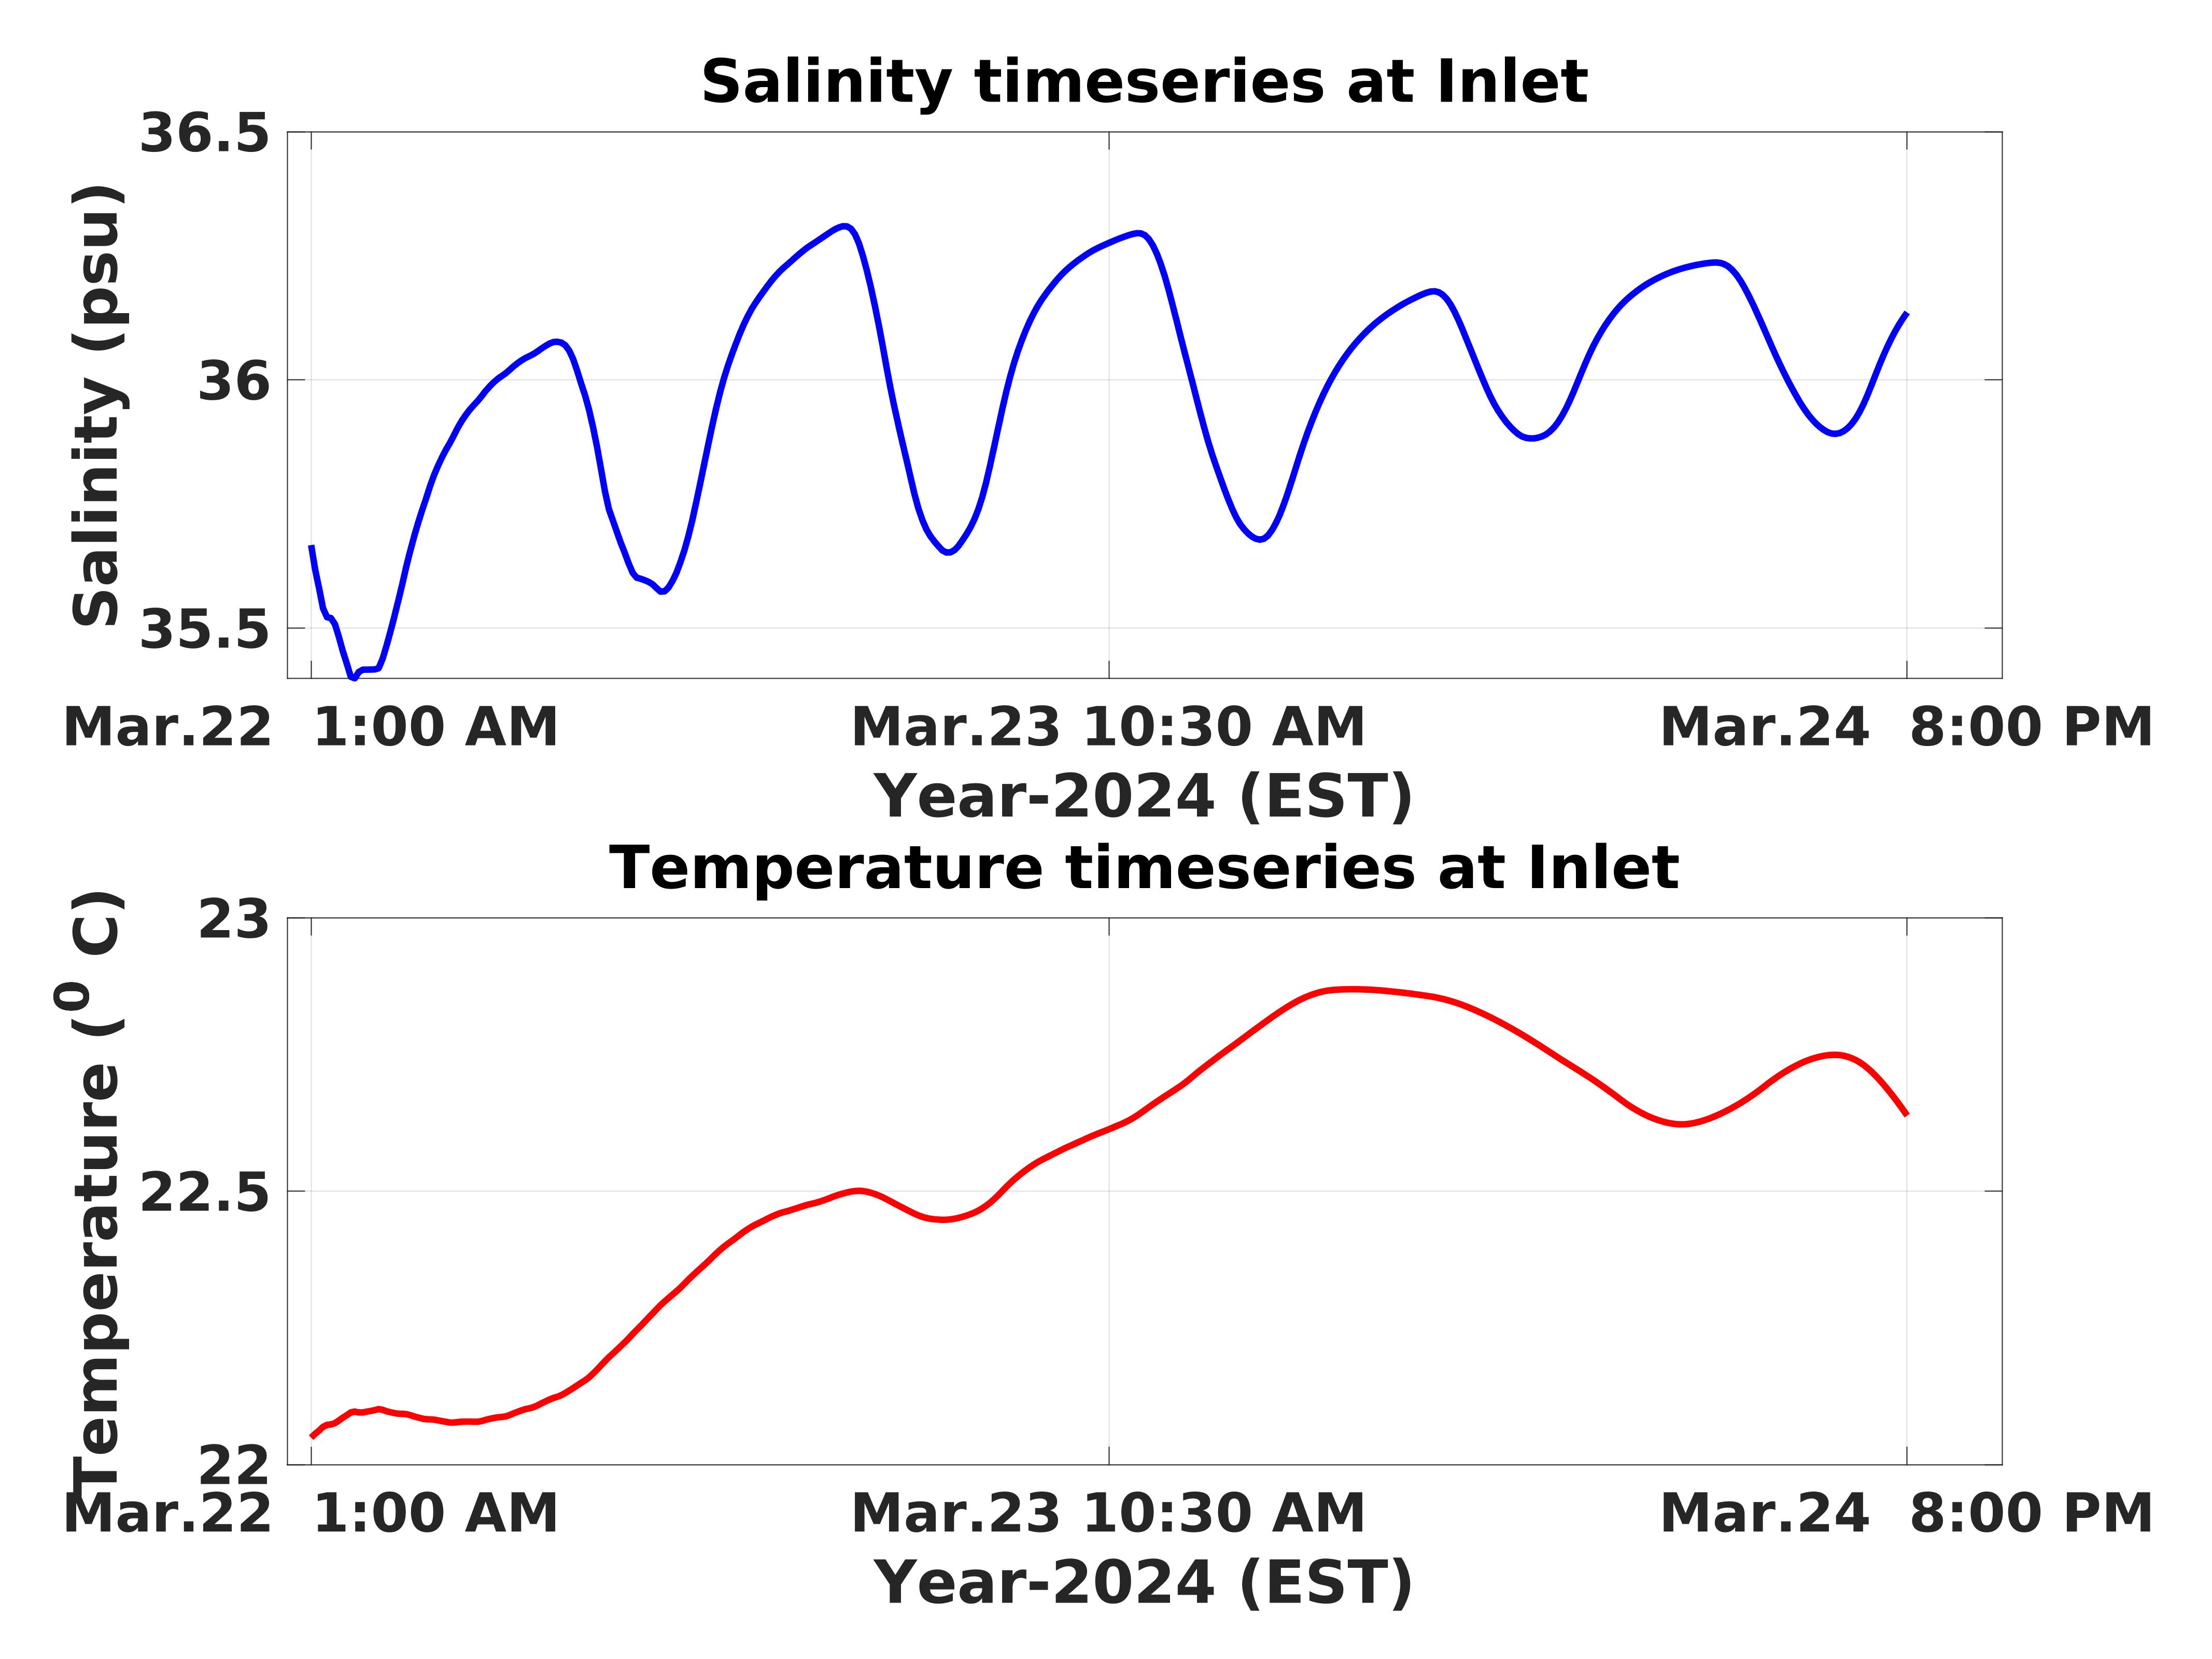 Salinity timeseries at Inlet
36.5
36
35.5
Salinity (psu)
Mar.22  1:00 AM
Mar.23 10:30 AM
Mar.24  8:00 PM
Year-2024 (EST)
Temperature timeseries at Inlet
23
22.5
22
Temperature (⁰ C)
Mar.22  1:00 AM
Mar.23 10:30 AM
Mar.24  8:00 PM
Year-2024 (EST)